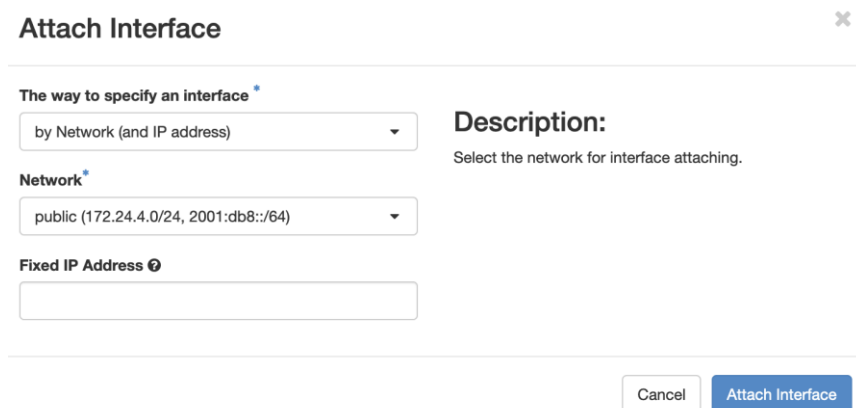 Attach Interface
The way to specify an interface *
by Network (and IP address)
Network*
public (172.24.4.0/24, 2001:db8::/64)
Fixed IP Address
Description:
Select the network for interface attaching.
Cancel
Attach Interface